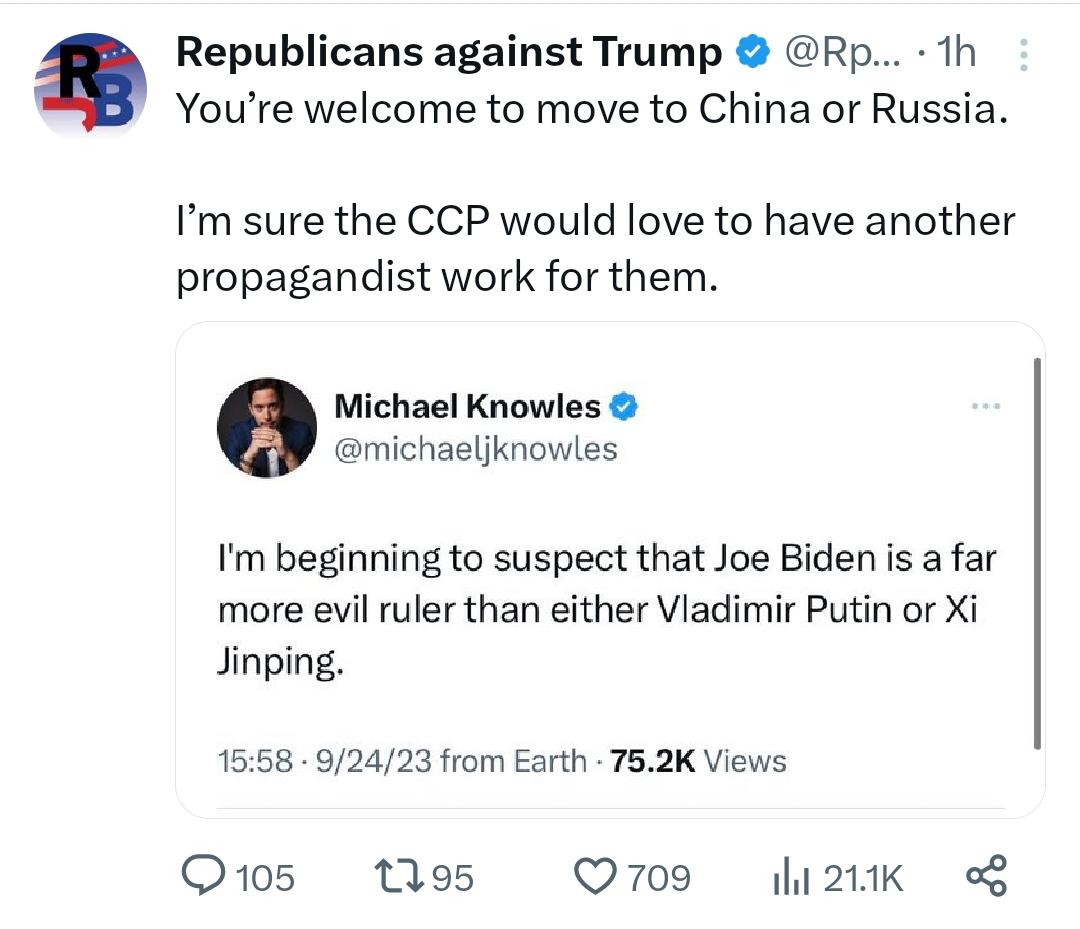 Republicans against Trump @Rp... · 1h
You’re welcome to move to China or Russia.
I’m sure the CCP would love to have another
propagandist work for them.
Michael Knowles
@michaeljknowles
I'm beginning to suspect that Joe Biden is a far
more evil ruler than either Vladimir Putin or Xi
Jinping.
15:58 · 9/24/23 from Earth · 75.2K Views
105 95 709 21.1K